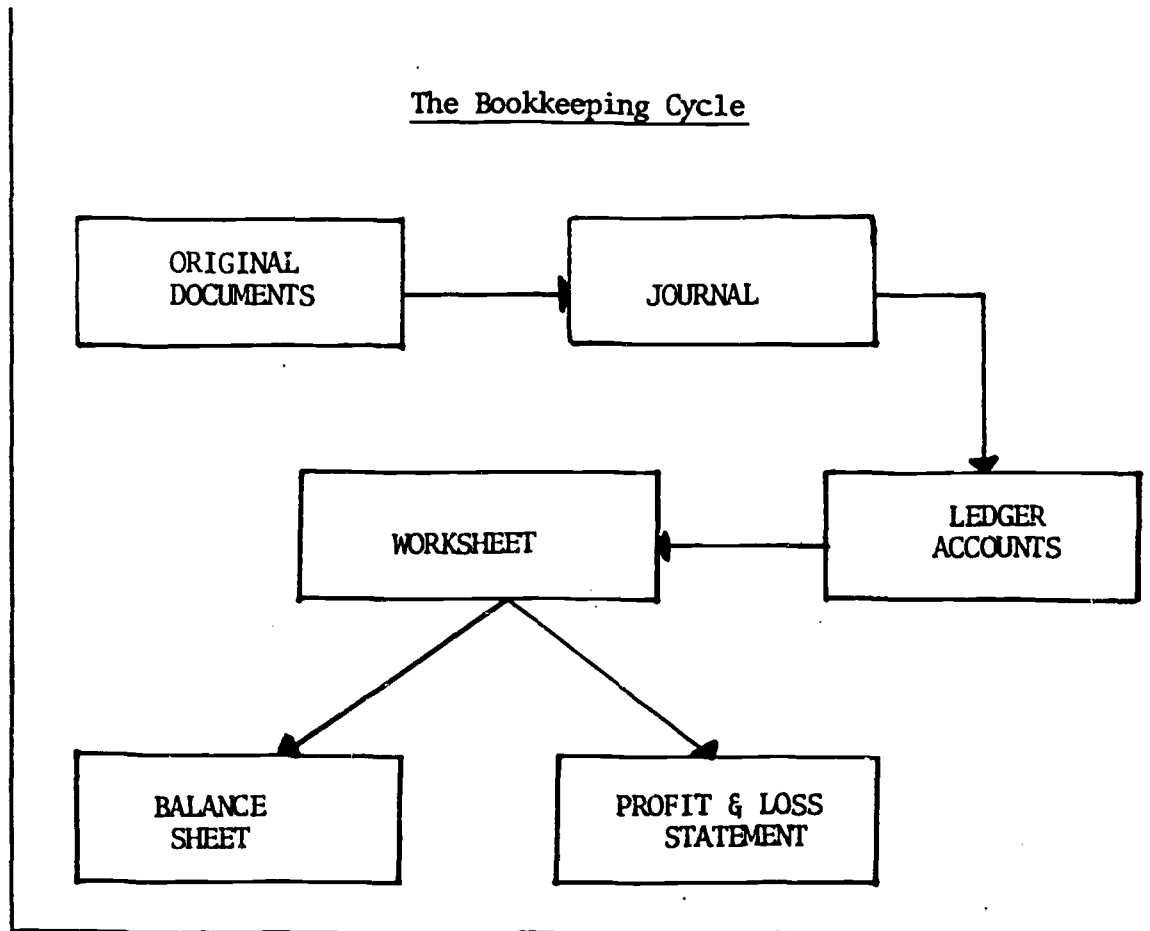 The Bookkeeping Cycle
ORIGINAL
DOCUMENTS
JOURNAL
WORKSHEET
LEDGER
ACCOUNTS
BALANCE
SHEET
PROFIT & LOSS
STATEMENT